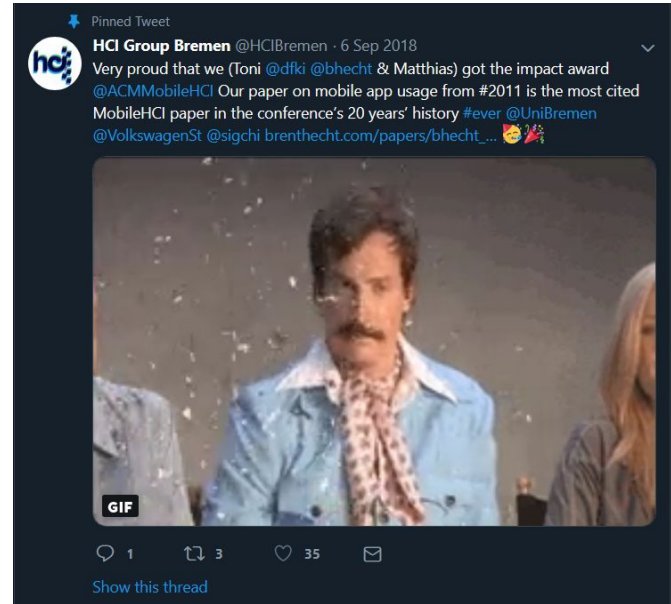 Pinned Tweet
hci
HCI Group Bremen @HCIBremen · 6 Sep 2018
Very proud that we (Toni @dfki @bhecht & Matthias) got the impact award
@ACMMobileHCI Our paper on mobile app usage from #2011 is the most cited
MobileHCI paper in the conference's 20 years' history #ever @UniBremen
@VolkswagenSt @sigchi brenthecht.com/papers/bhecht_... 🥳🎉
GIF
1 3 35
Show this thread